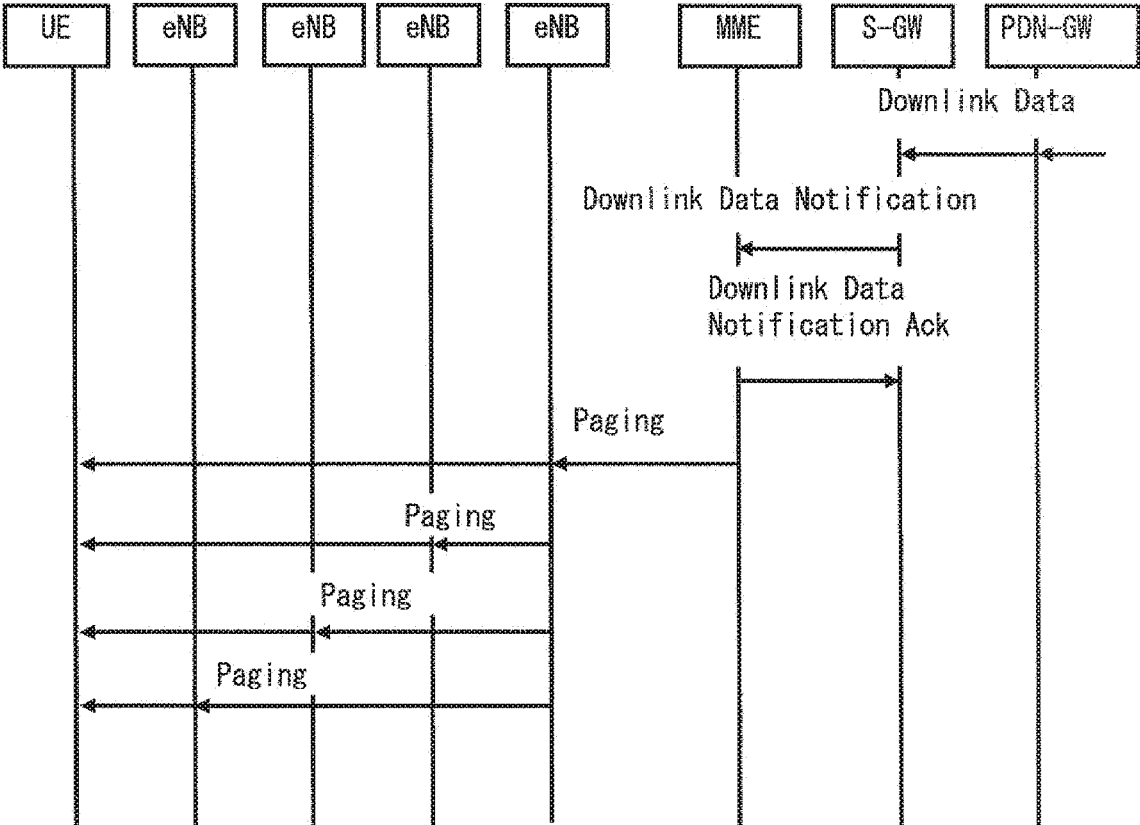 UE
eNB
eNB
eNB
eNB
MME
S-GW
PDN-GW
Downlink Data
Downlink Data Notification
Downlink Data
Notification Ack
Paging
Paging
Paging
Paging